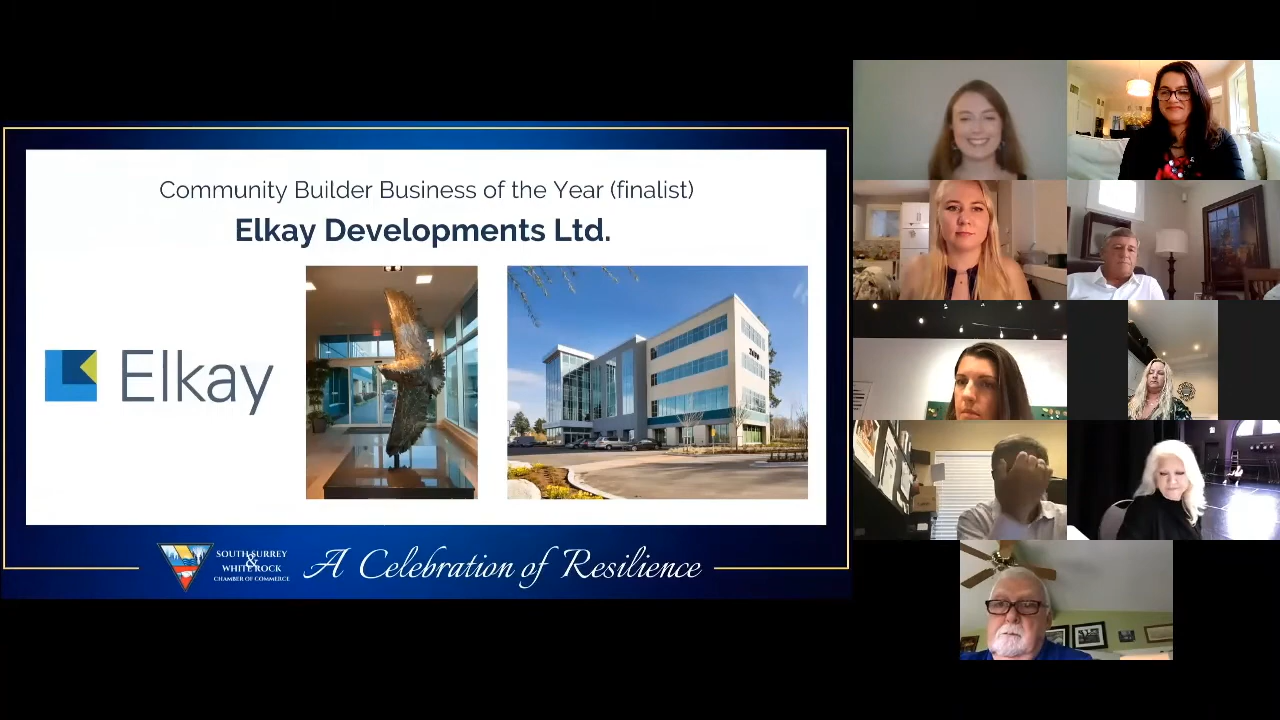 Community Builder Business of the Year (finalist)
Elkay Developments Ltd.
Elkay
SOUTH SURREY
&
WHITE ROCK
CHAMBER OF COMMERCE
A Celebration of Resilience